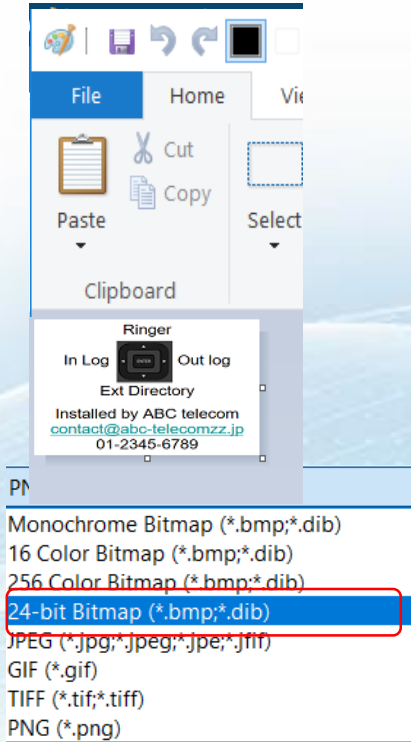 File Home Vie
Cut
Copy
Paste
Select
Clipboard
Ringer
In Log ENTER Out log
Ext Directory
Installed by ABC telecom
contact@abc-telecomzz.jp
01-2345-6789
PN
Monochrome Bitmap (*.bmp;*.dib)
16 Color Bitmap (*.bmp;*.dib)
256 Color Bitmap (*.bmp;*.dib)
24-bit Bitmap (*.bmp;*.dib)
JPEG (*.jpg;*.jpeg;*.jpe;*.jfif)
GIF (*.gif)
TIFF (*.tif;*.tiff)
PNG (*.png)